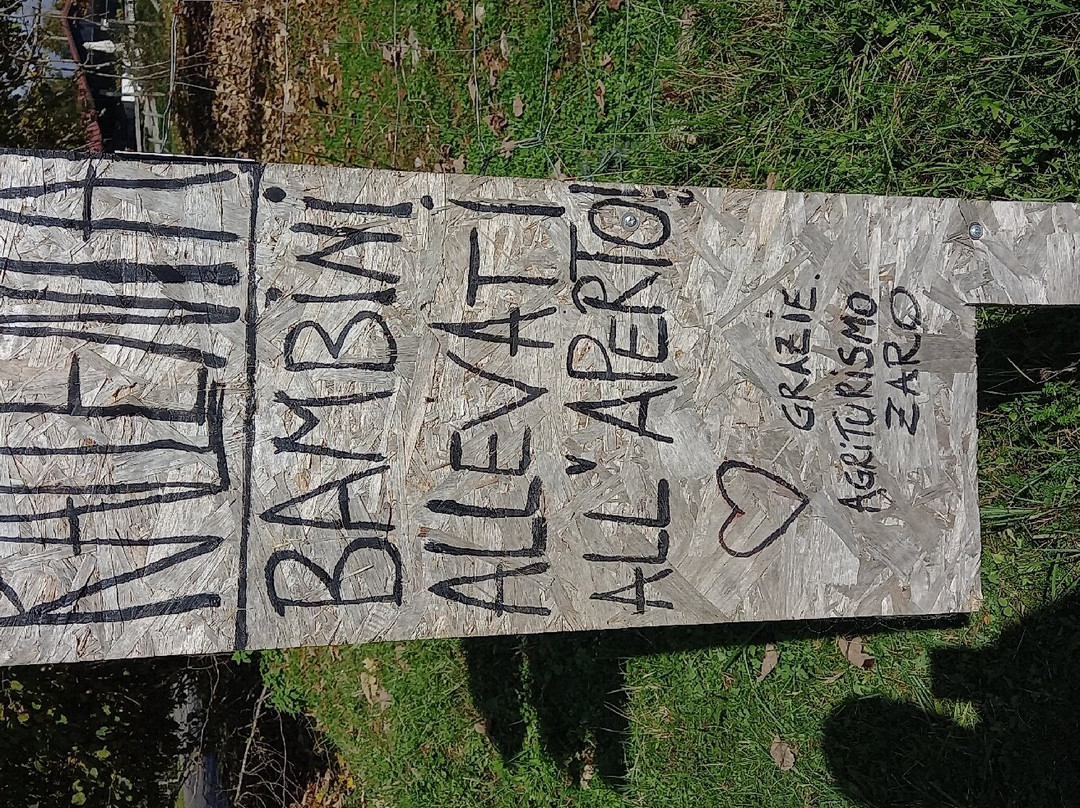 BAMBINI
ALLEVATI
ALL'APERTO!
GRAZIE.
AGRITURISMO
ZARO